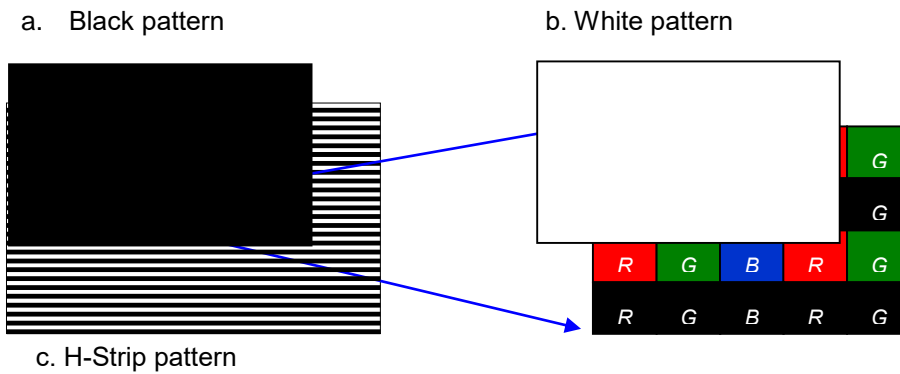 a. Black pattern
b. White pattern
G
G
R G B R G
R G B R G
c. H-Strip pattern